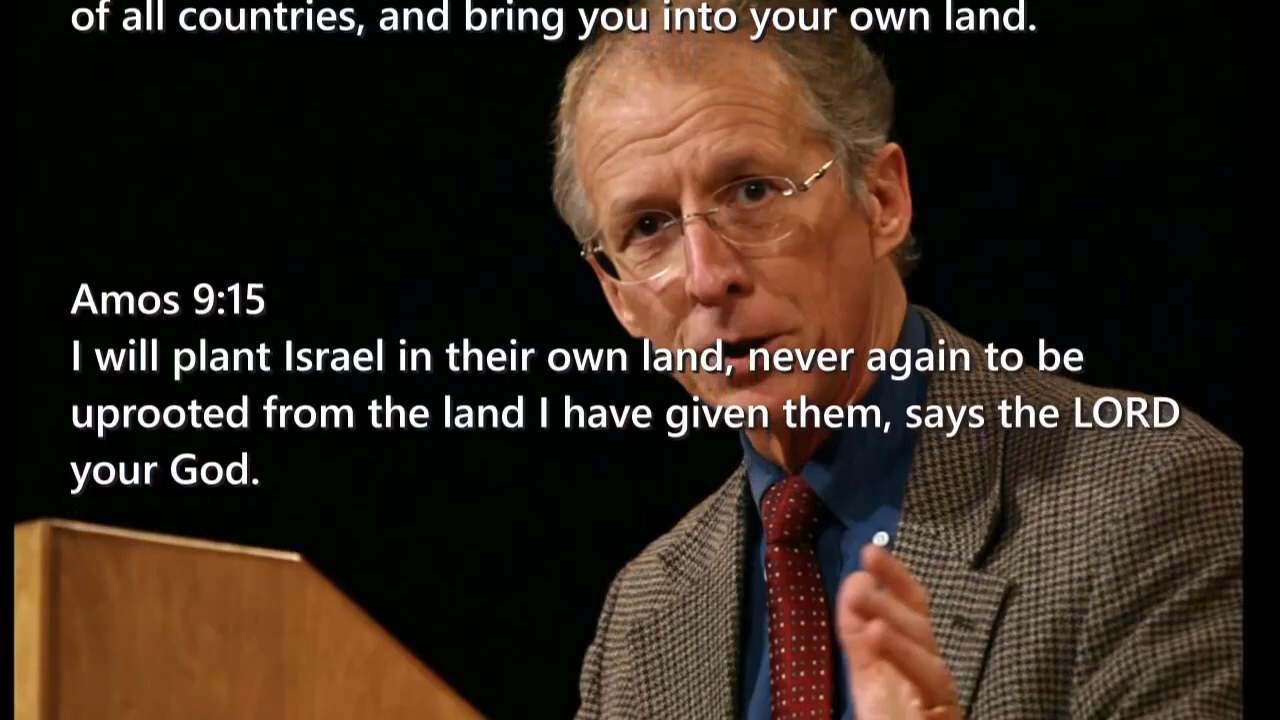 of all countries, and bring you into your own land.
Amos 9:15
I will plant Israel in their own land, never again to be
uprooted from the land I have given them, says the LORD
your God.